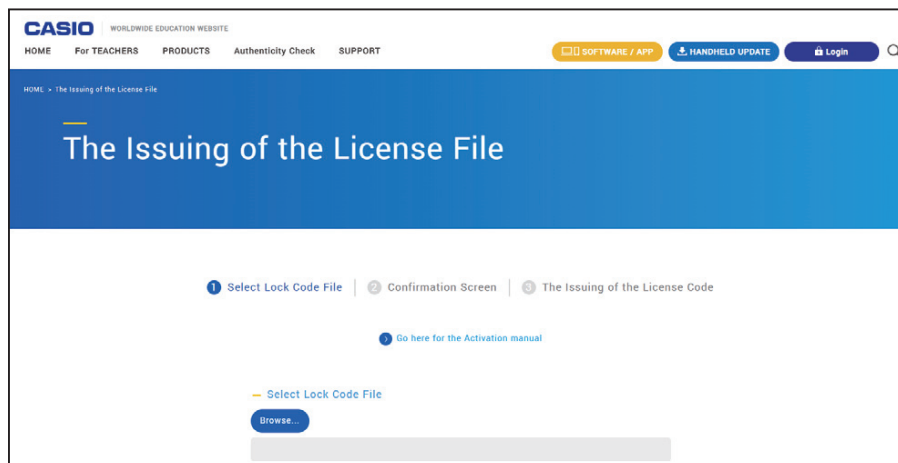 CASIO WORLDWIDE EDUCATION WEBSITE
HOME For TEACHERS PRODUCTS Authenticity Check SUPPORT SOFTWARE / APP HANDHELD UPDATE Login
HOME > The Issuing of the License File
The Issuing of the License File
1 Select Lock Code File 2 Confirmation Screen 3 The Issuing of the License Code
Go here for the Activation manual
Select Lock Code File
Browse...